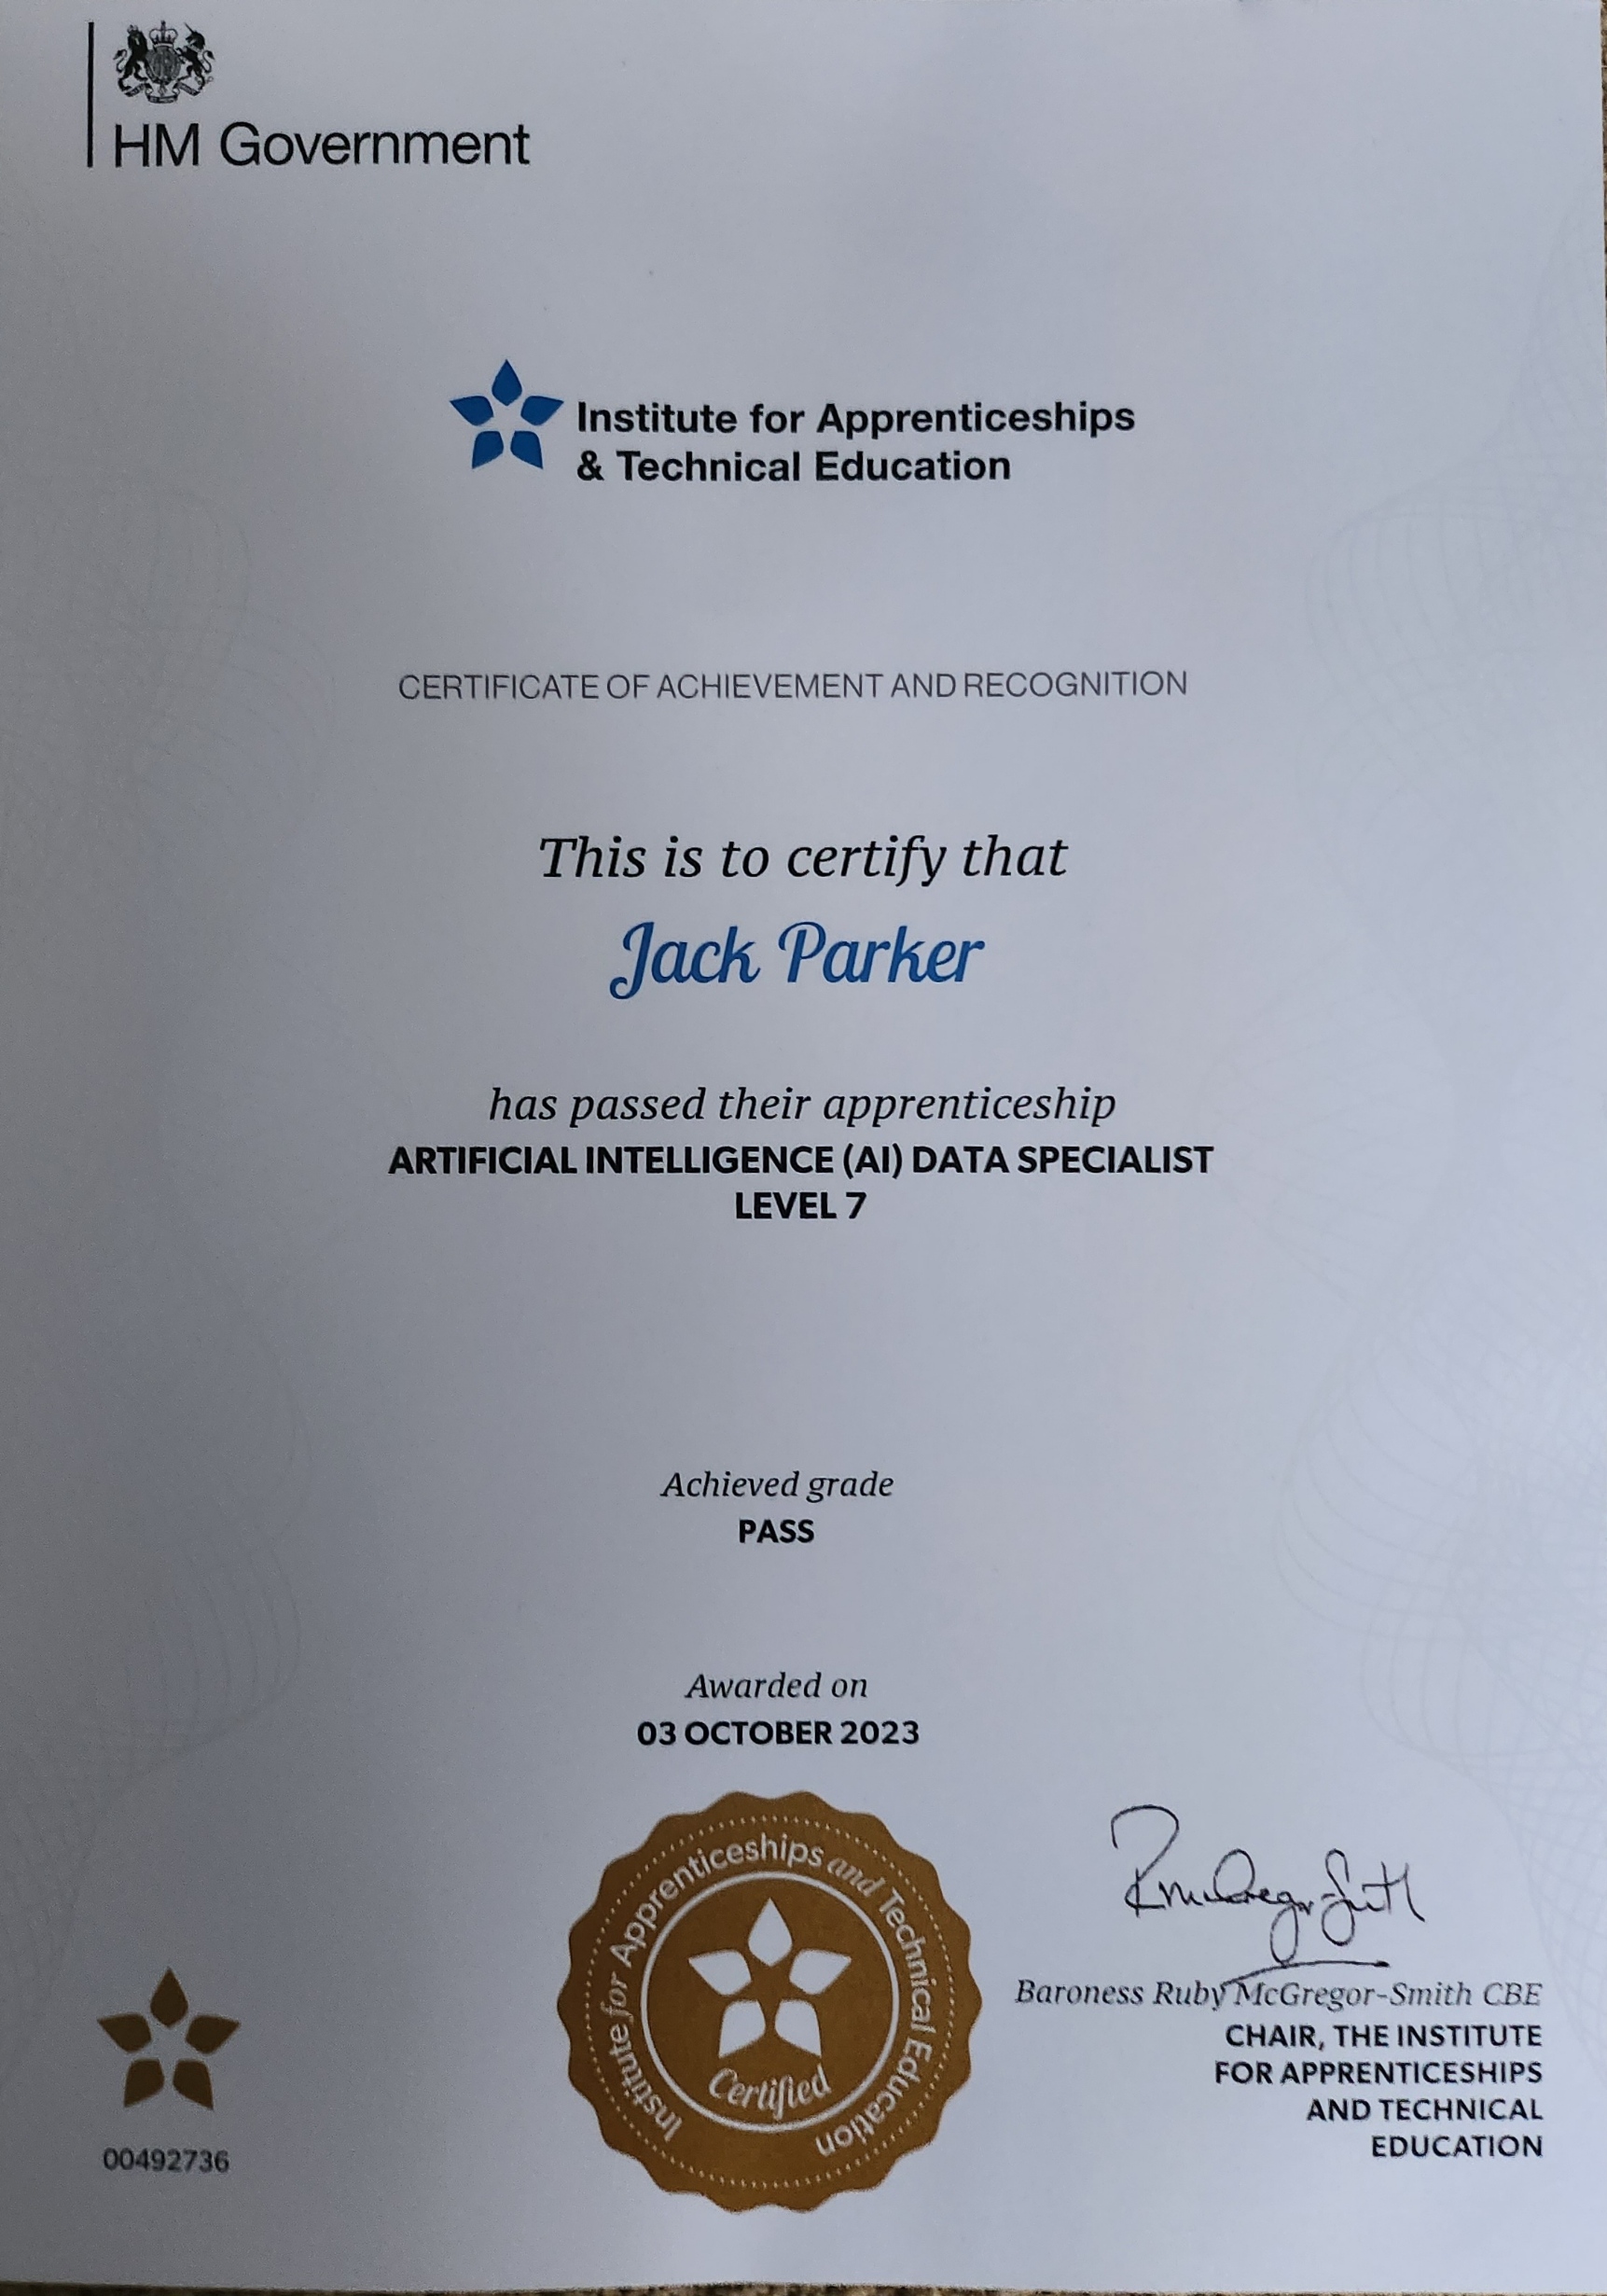 HM Government
Institute for Apprenticeships
& Technical Education
CERTIFICATE OF ACHIEVEMENT AND RECOGNITION
This is to certify that
Jack Parker
has passed their apprenticeship
ARTIFICIAL INTELLIGENCE (AI) DATA SPECIALIST
LEVEL 7
Achieved grade
PASS
Awarded on
03 OCTOBER 2023
Institute for Apprenticeships and Technical Education
Certified
00492736
Baroness Ruby McGregor-Smith CBE
CHAIR, THE INSTITUTE
FOR APPRENTICESHIPS
AND TECHNICAL
EDUCATION